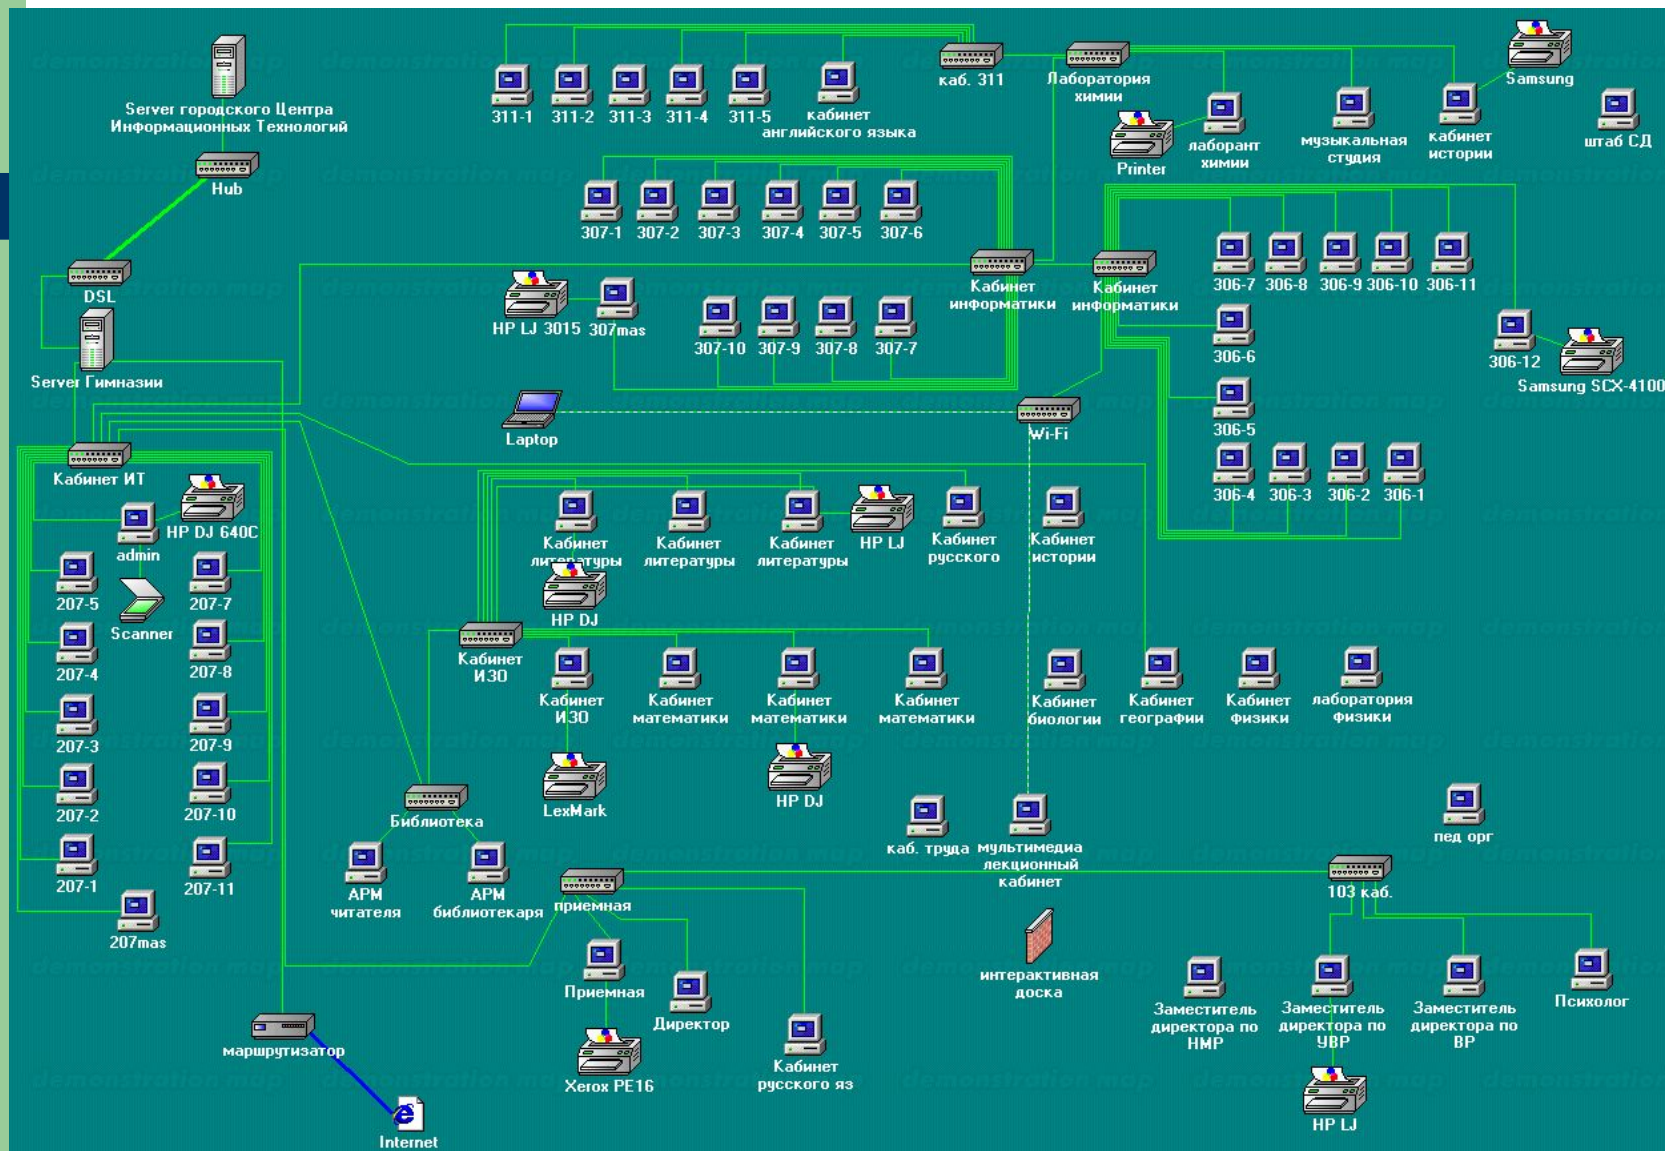 Server городского Центра
Информационных Технологий
Hub
DSL
Server Гимназии
311-1
311-2
311-3
311-4
311-5
кабинет
английского языка
каб. 311
Лаборатория
химии
Printer
лаборант
химии
музыкальная
студия
кабинет
истории
Samsung
штаб СД
307-1
307-2
307-3
307-4
307-5
307-6
Кабинет
информатики
Кабинет
информатики
HP LJ 3015
307mas
307-10
307-9
307-8
307-7
306-7
306-8
306-9
306-10
306-11
306-6
306-12
Samsung SCX-4100
306-5
306-4
306-3
306-2
306-1
Laptop
Wi-Fi
Кабинет ИТ
HP DJ 640C
admin
Scanner
207-5
207-7
207-4
207-8
207-3
207-9
207-2
207-10
207-1
207-11
207mas
Кабинет
литературы
HP DJ
Кабинет
литературы
Кабинет
литературы
HP LJ
Кабинет
русского
Кабинет
истории
Кабинет
ИЗО
Кабинет
ИЗО
LexMark
Кабинет
математики
Кабинет
математики
HP DJ
Кабинет
математики
Кабинет
биологии
Кабинет
географии
Кабинет
физики
лаборатория
физики
Библиотека
АРМ
читателя
АРМ
библиотекаря
каб. труда
мультимедиа
лекционный
кабинет
пед орг
приемная
103 каб.
интерактивная
доска
Приемная
Директор
Xerox PE16
Кабинет
русского яз
Заместитель
директора по
НМР
Заместитель
директора по
УВР
Заместитель
директора по
ВР
Психолог
HP LJ
маршрутизатор
Internet
demonstration map